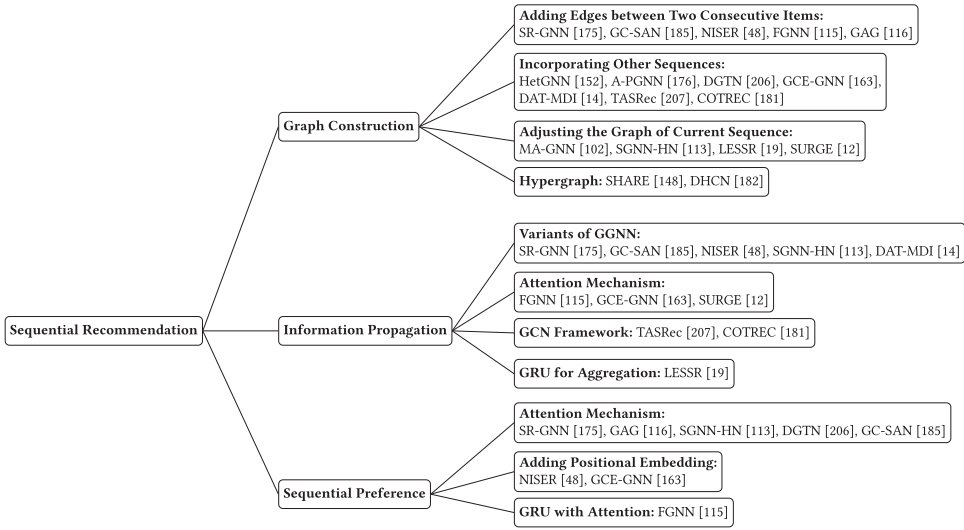 Adding Edges between Two Consecutive Items:
SR-GNN [175], GC-SAN [185], NISER [48], FGNN [115], GAG [116]
Incorporating Other Sequences:
HetGNN [152], A-PGNN [176], DGTN [206], GCE-GNN [163],
DAT-MDI [14], TASRec [207], COTREC [181]
Graph Construction
Adjusting the Graph of Current Sequence:
MA-GNN [102], SGNN-HN [113], LESSR [19], SURGE [12]
Hypergraph: SHARE [148], DHCN [182]
Variants of GGNN:
SR-GNN [175], GC-SAN [185], NISER [48], SGNN-HN [113], DAT-MDI [14]
Attention Mechanism:
FGNN [115], GCE-GNN [163], SURGE [12]
Sequential Recommendation
Information Propagation
GCN Framework: TASRec [207], COTREC [181]
GRU for Aggregation: LESSR [19]
Attention Mechanism:
SR-GNN [175], GAG [116], SGNN-HN [113], DGTN [206], GC-SAN [185]
Adding Positional Embedding:
NISER [48], GCE-GNN [163]
Sequential Preference
GRU with Attention: FGNN [115]